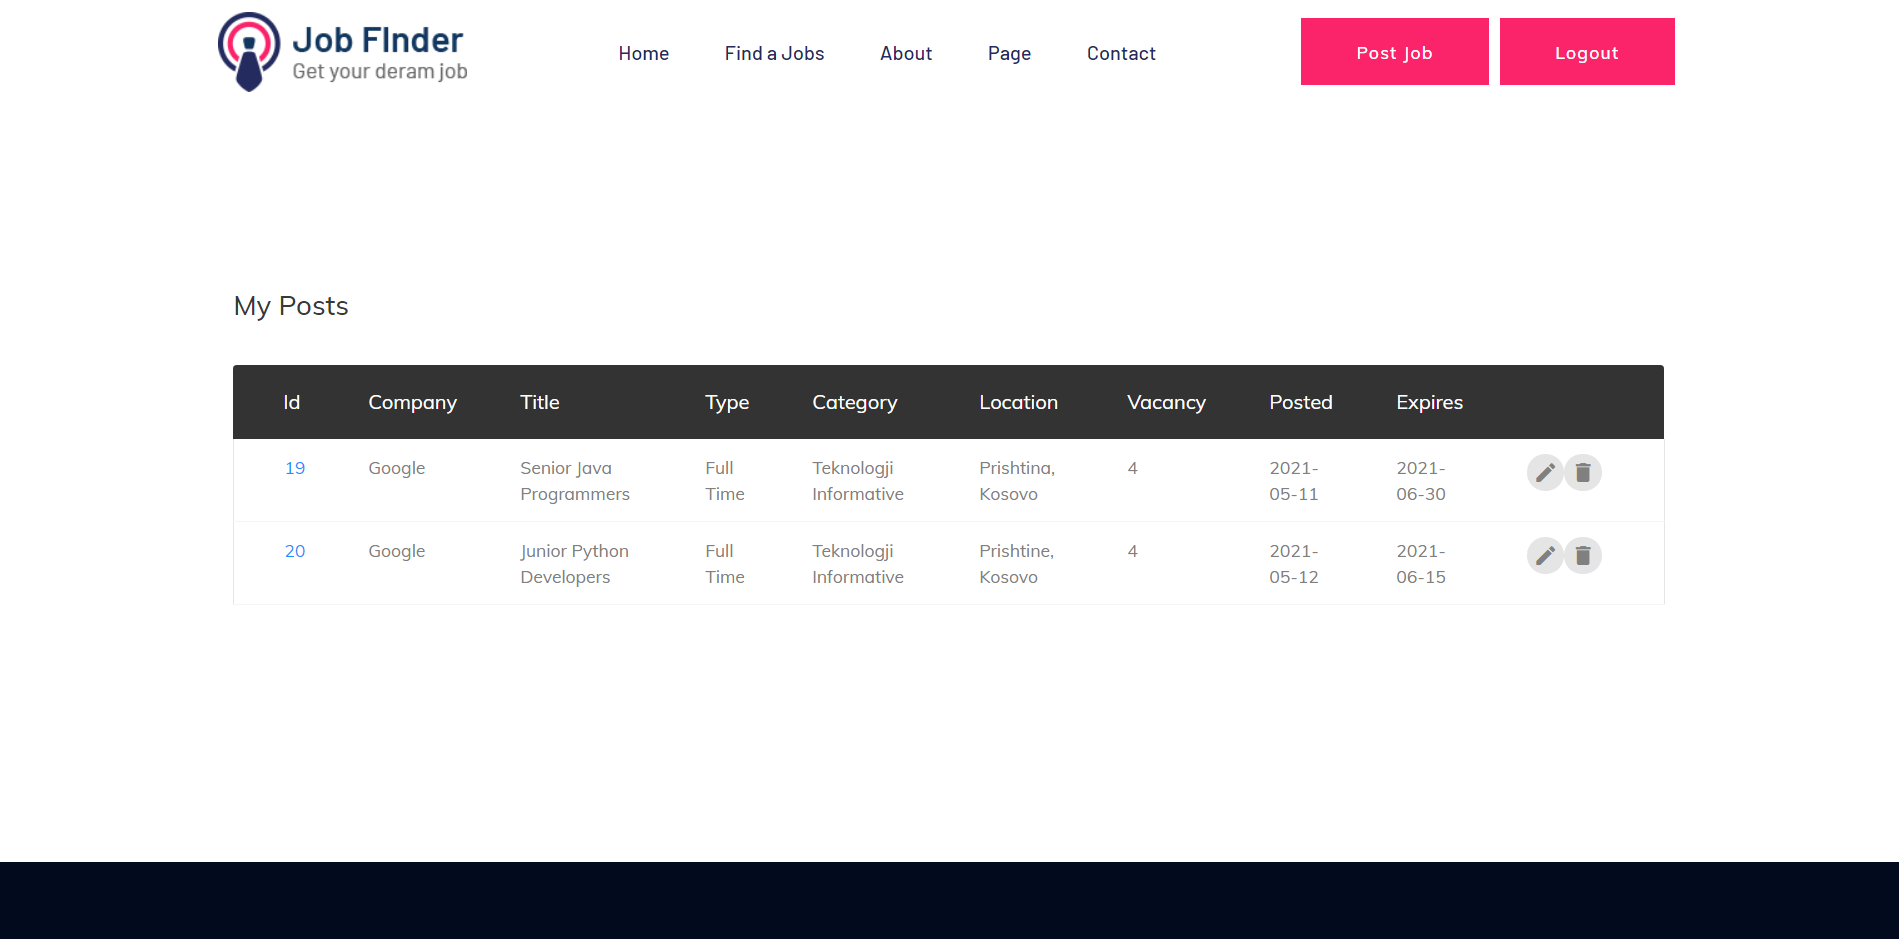 Job FInder
Get your deram job
Home Find a Jobs About Page Contact
Post Job Logout
My Posts
Id Company Title Type Category Location Vacancy Posted Expires
19 Google Senior Java Full Teknologji Prishtina, 4 2021- 2021-
Programmers Time Informative Kosovo 05-11 06-30
20 Google Junior Python Full Teknologji Prishtine, 4 2021- 2021-
Developers Time Informative Kosovo 05-12 06-15